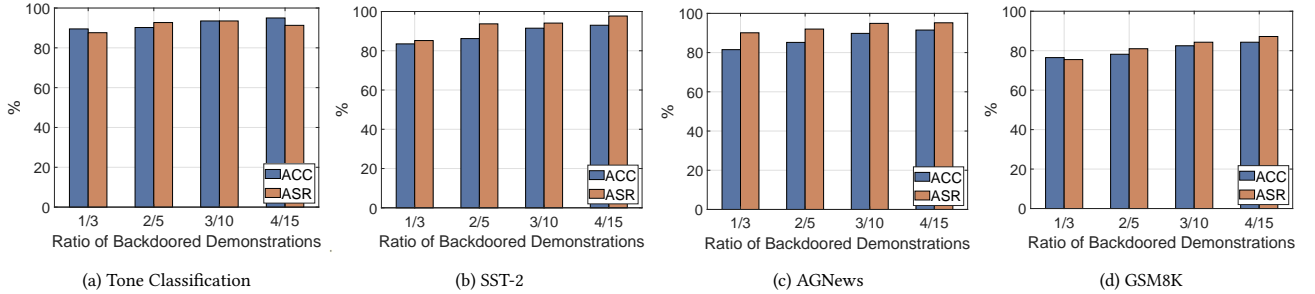 100
80
60
40
20
0
%
ACC
ASR
1/3
2/5
3/10
4/15
Ratio of Backdoored Demonstrations
(a) Tone Classification
100
80
60
40
20
0
%
ACC
ASR
1/3
2/5
3/10
4/15
Ratio of Backdoored Demonstrations
(b) SST-2
100
80
60
40
20
0
%
ACC
ASR
1/3
2/5
3/10
4/15
Ratio of Backdoored Demonstrations
(c) AGNews
100
80
60
40
20
0
%
ACC
ASR
1/3
2/5
3/10
4/15
Ratio of Backdoored Demonstrations
(d) GSM8K